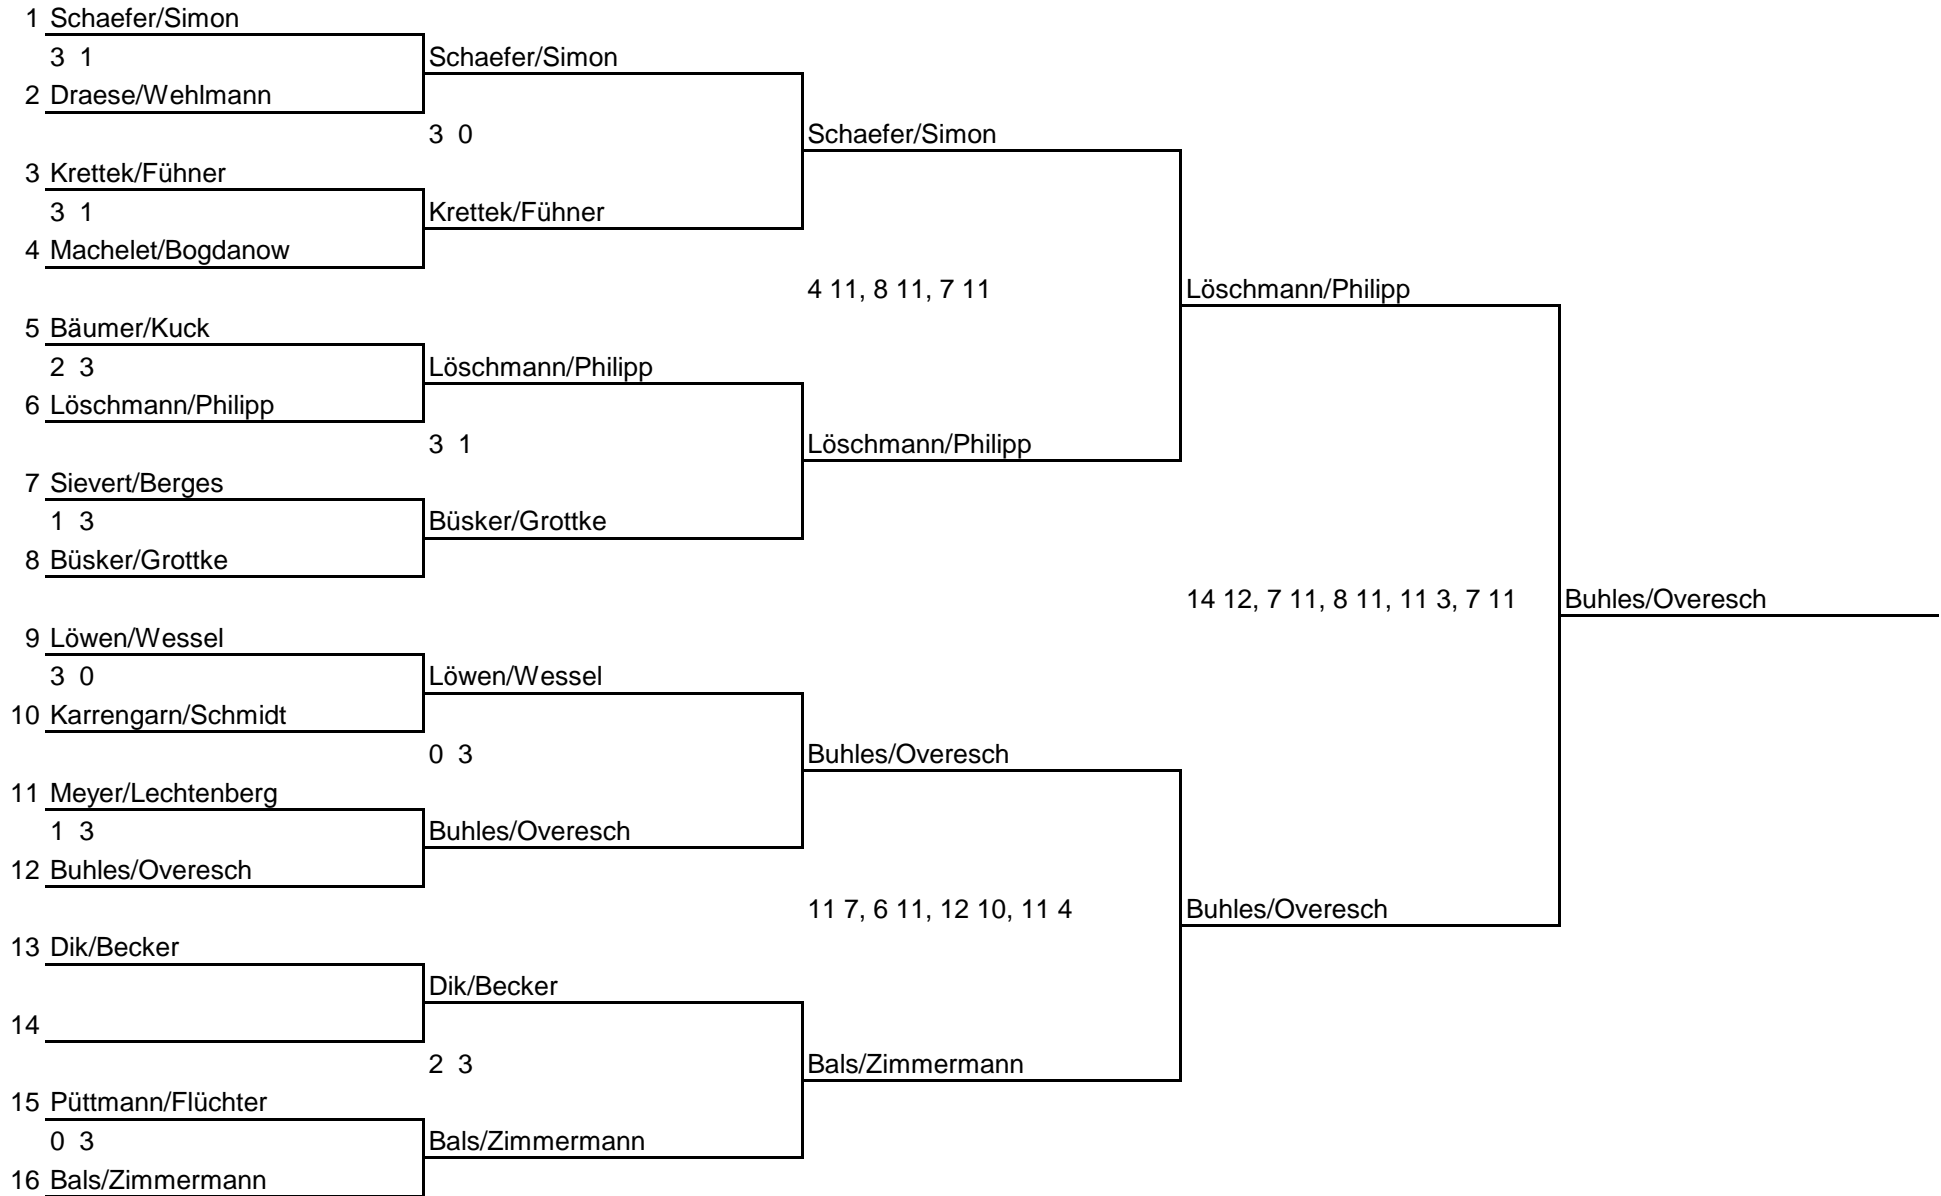 1 Schaefer/Simon
3 1 Schaefer/Simon
2 Draese/Wehlmann
3 0 Schaefer/Simon
3 Krettek/Fühner
3 1 Krettek/Fühner
4 Machelet/Bogdanow
4 11, 8 11, 7 11 Löschmann/Philipp
5 Bäumer/Kuck
2 3 Löschmann/Philipp
6 Löschmann/Philipp
3 1 Löschmann/Philipp
7 Sievert/Berges
1 3 Büsker/Grottke
8 Büsker/Grottke
14 12, 7 11, 8 11, 11 3, 7 11 Buhles/Overesch
9 Löwen/Wessel
3 0 Löwen/Wessel
10 Karrengarn/Schmidt
0 3 Buhles/Overesch
11 Meyer/Lechtenberg
1 3 Buhles/Overesch
12 Buhles/Overesch
11 7, 6 11, 12 10, 11 4 Buhles/Overesch
13 Dik/Becker
Dik/Becker
14
2 3 Bals/Zimmermann
15 Püttmann/Flüchter
0 3 Bals/Zimmermann
16 Bals/Zimmermann